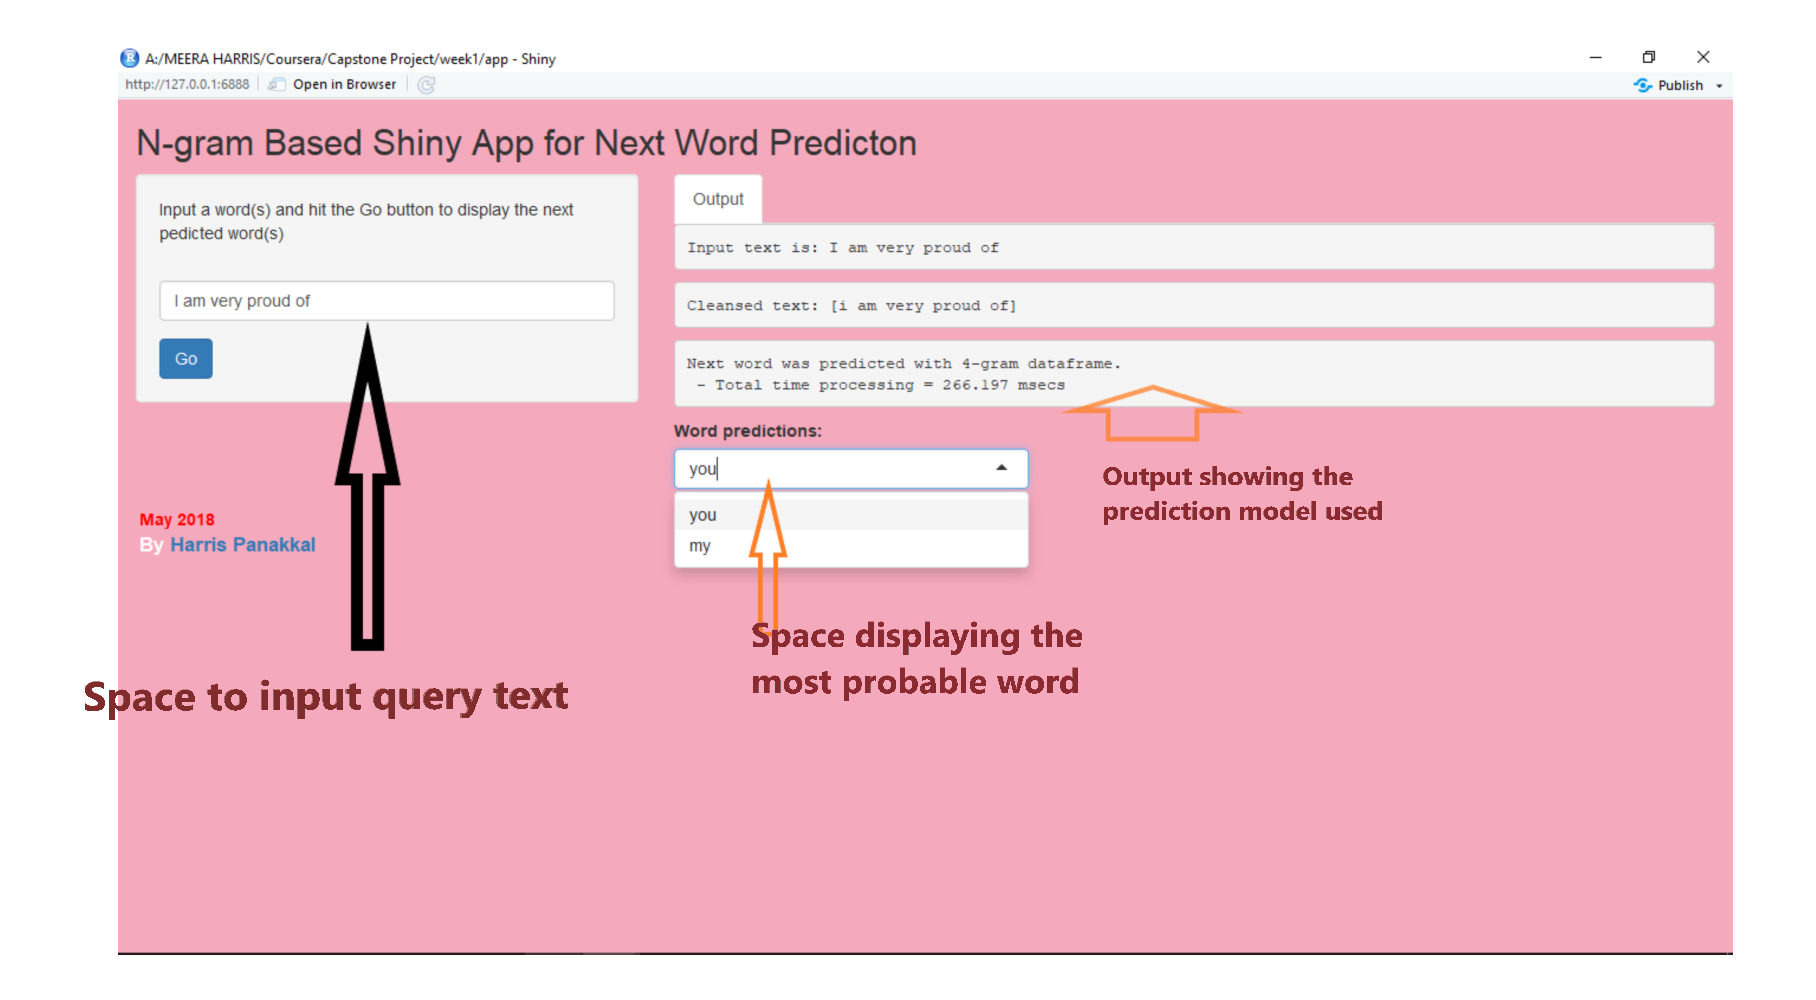 A:/MEERA HARRIS/Coursera/Capstone Project/week1/app - Shiny
http://127.0.0.1:6888 Open in Browser Publish
N-gram Based Shiny App for Next Word Predicton
Input a word(s) and hit the Go button to display the next
pedicted word(s)
I am very proud of
Go
May 2018
By Harris Panakkal
Space to input query text
Output
Input text is: I am very proud of
Cleansed text: [i am very proud of]
Next word was predicted with 4-gram dataframe.
- Total time processing = 266.197 msecs
Word predictions:
you
you
my
Output showing the
prediction model used
Space displaying the
most probable word